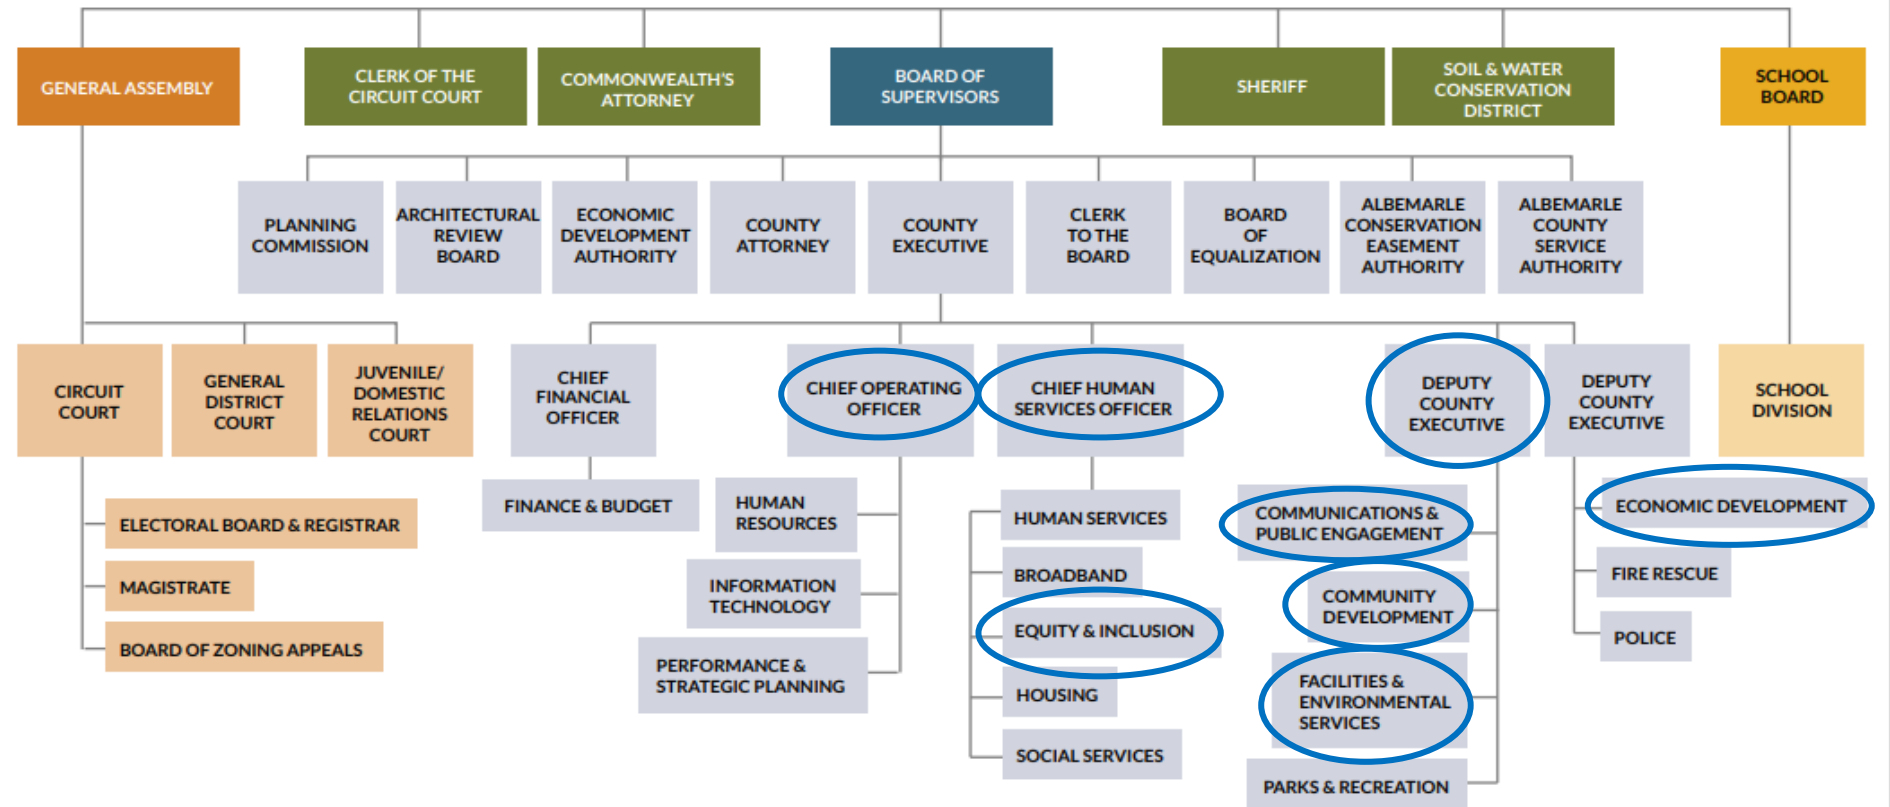 GENERAL ASSEMBLY
CLERK OF THE
CIRCUIT COURT
COMMONWEALTH'S
ATTORNEY
BOARD OF
SUPERVISORS
SHERIFF
SOIL & WATER
CONSERVATION
DISTRICT
SCHOOL
BOARD
PLANNING
COMMISSION
ARCHITECTURAL
REVIEW
BOARD
ECONOMIC
DEVELOPMENT
AUTHORITY
COUNTY
ATTORNEY
COUNTY
EXECUTIVE
CLERK
TO THE
BOARD
BOARD
OF
EQUALIZATION
ALBEMARLE
CONSERVATION
EASEMENT
AUTHORITY
ALBEMARLE
COUNTY
SERVICE
AUTHORITY
CIRCUIT
COURT
GENERAL
DISTRICT
COURT
JUVENILE/
DOMESTIC
RELATIONS
COURT
CHIEF
FINANCIAL
OFFICER
CHIEF OPERATING
OFFICER
CHIEF HUMAN
SERVICES OFFICER
DEPUTY
COUNTY
EXECUTIVE
DEPUTY
COUNTY
EXECUTIVE
SCHOOL
DIVISION
ELECTORAL BOARD & REGISTRAR
MAGISTRATE
BOARD OF ZONING APPEALS
FINANCE & BUDGET
HUMAN
RESOURCES
INFORMATION
TECHNOLOGY
PERFORMANCE &
STRATEGIC PLANNING
HUMAN SERVICES
BROADBAND
EQUITY & INCLUSION
HOUSING
SOCIAL SERVICES
COMMUNICATIONS &
PUBLIC ENGAGEMENT
COMMUNITY
DEVELOPMENT
FACILITIES &
ENVIRONMENTAL
SERVICES
PARKS & RECREATION
ECONOMIC DEVELOPMENT
FIRE RESCUE
POLICE